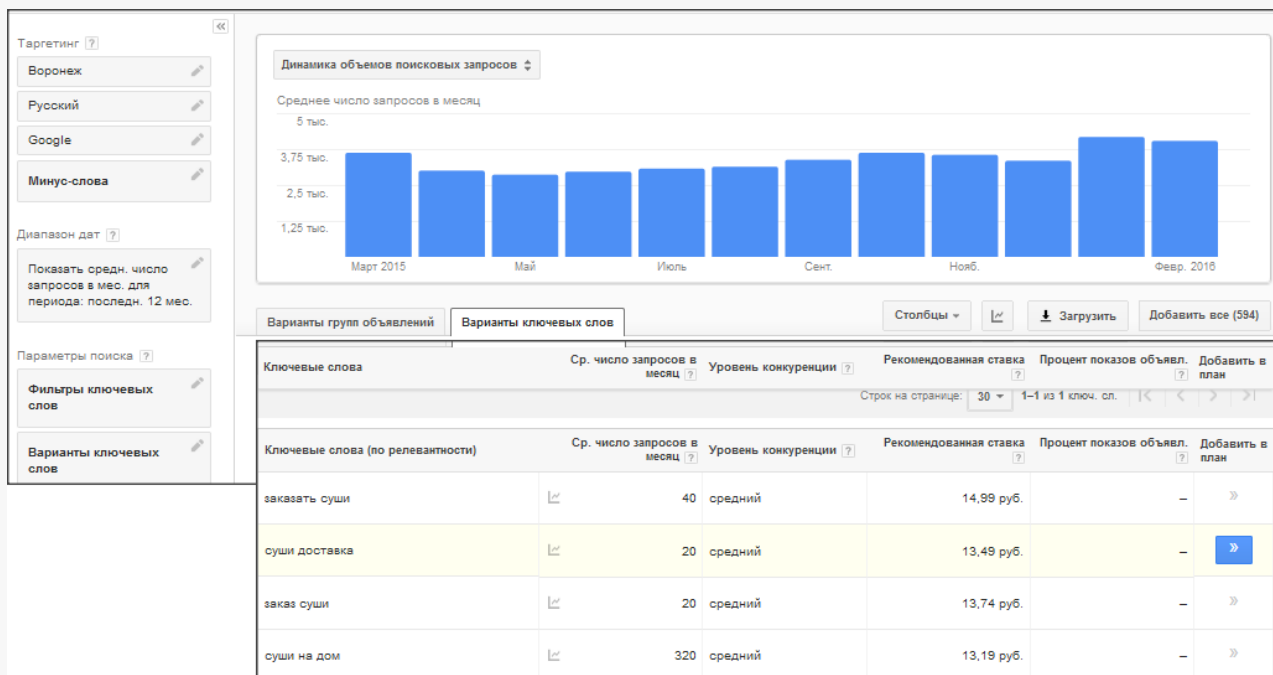 Таргетинг ?
Воронеж
Русский
Google
Минус-слова
Диапазон дат ?
Показать средн. число
запросов в мес. для
периода: последн. 12 мес.
Параметры поиска ?
Фильтры ключевых
слов
Варианты ключевых
слов
Динамика объемов поисковых запросов
Среднее число запросов в месяц
5 тыс.
3,75 тыс.
2,5 тыс.
1,25 тыс.
Март 2015 Май Июль Сент. Нояб. Февр. 2016
Варианты групп объявлений Варианты ключевых слов Столбцы Загрузить Добавить все (594)
Ключевые слова Ср. число запросов в месяц ? Уровень конкуренции ? Рекомендованная ставка ? Процент показов объявл. ? Добавить в план
Строк на странице: 30 1–1 из 1 ключ. сл.
Ключевые слова (по релевантности) Ср. число запросов в месяц ? Уровень конкуренции ? Рекомендованная ставка ? Процент показов объявл. ? Добавить в план
заказать суши 40 средний 14,99 руб. –
суши доставка 20 средний 13,49 руб. –
заказ суши 20 средний 13,74 руб. –
суши на дом 320 средний 13,19 руб. –